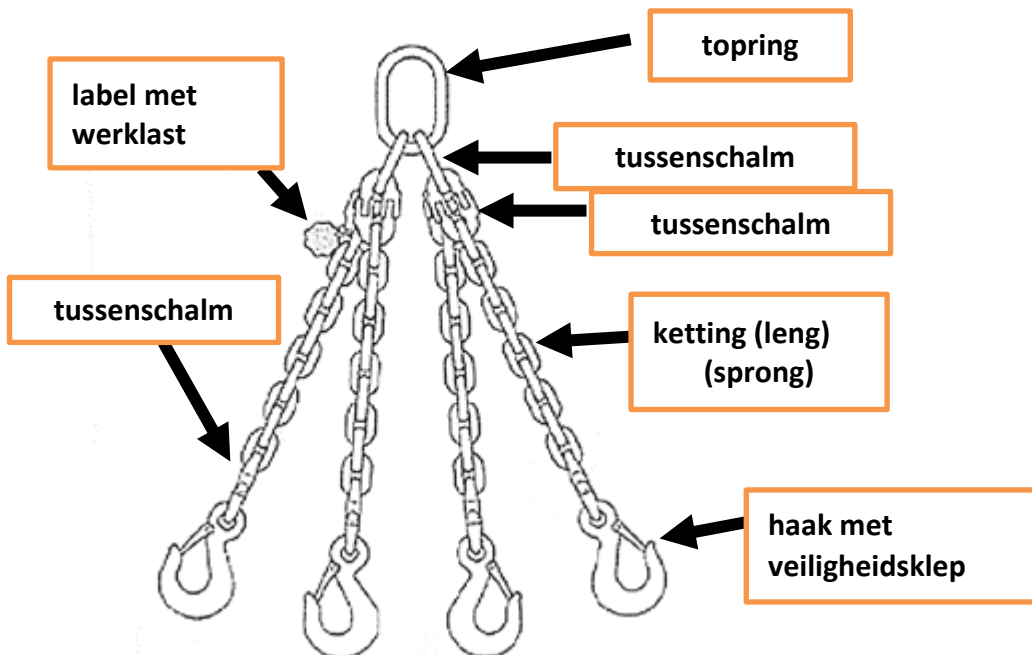 topring
label met
werklast
tussenschalm
tussenschalm
tussenschalm
ketting (leng)
(sprong)
haak met
veiligheidsklep